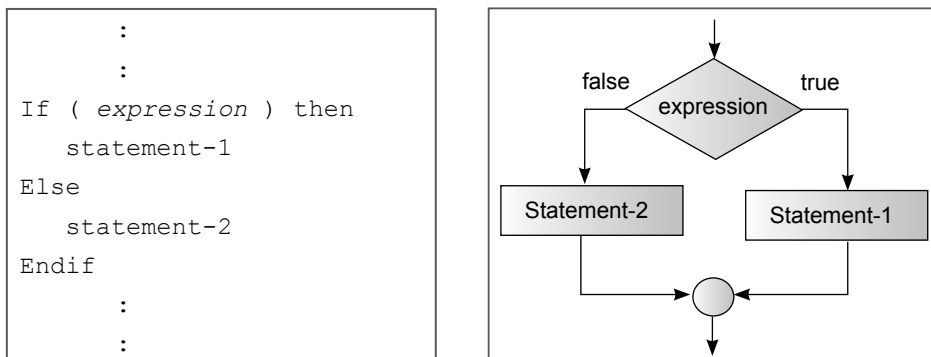 :
:
If ( expression ) then
statement-1
Else
statement-2
Endif
:
:
false
true
expression
Statement-2
Statement-1